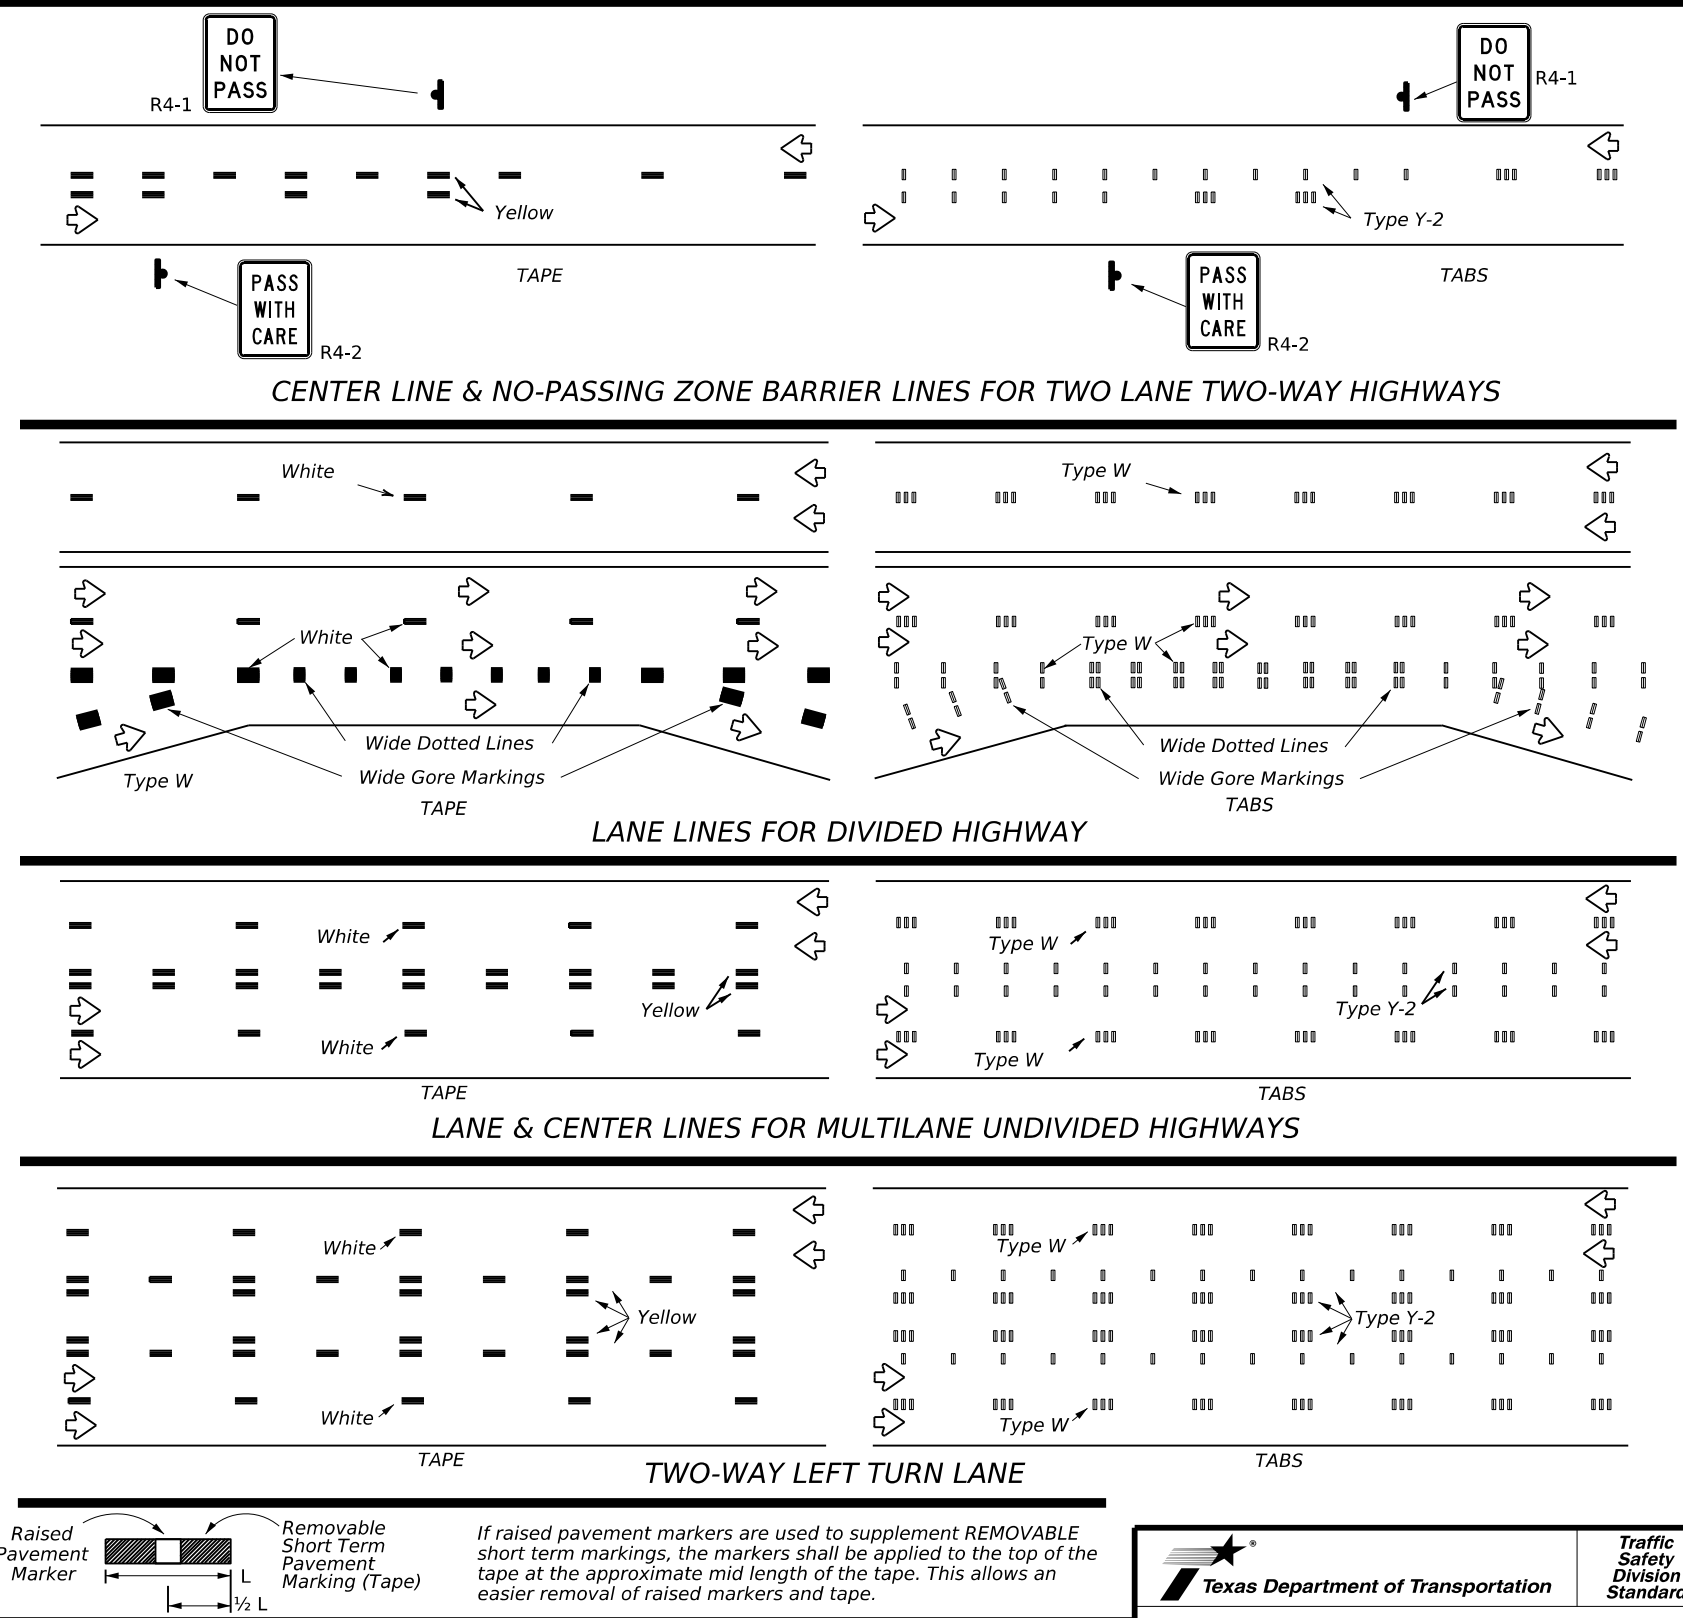 DO
NOT
PASS
R4-1
Yellow
PASS
WITH
CARE
R4-2
TAPE
DO
NOT
PASS
R4-1
Type Y-2
PASS
WITH
CARE
R4-2
TABS
CENTER LINE & NO-PASSING ZONE BARRIER LINES FOR TWO LANE TWO-WAY HIGHWAYS
White
White
Wide Dotted Lines
Wide Gore Markings
Type W
TAPE
Type W
Type W
Wide Dotted Lines
Wide Gore Markings
TABS
LANE LINES FOR DIVIDED HIGHWAY
White
Yellow
White
TAPE
Type W
Type Y-2
Type W
TABS
LANE & CENTER LINES FOR MULTILANE UNDIVIDED HIGHWAYS
White
Yellow
White
TAPE
Type W
Type Y-2
Type W
TABS
TWO-WAY LEFT TURN LANE
Raised
Pavement
Marker
L
½ L
Removable
Short Term
Pavement
Marking (Tape)
If raised pavement markers are used to supplement REMOVABLE
short term markings, the markers shall be applied to the top of the
tape at the approximate mid length of the tape. This allows an
easier removal of raised markers and tape.
®
Texas Department of Transportation
Traffic
Safety
Division
Standard